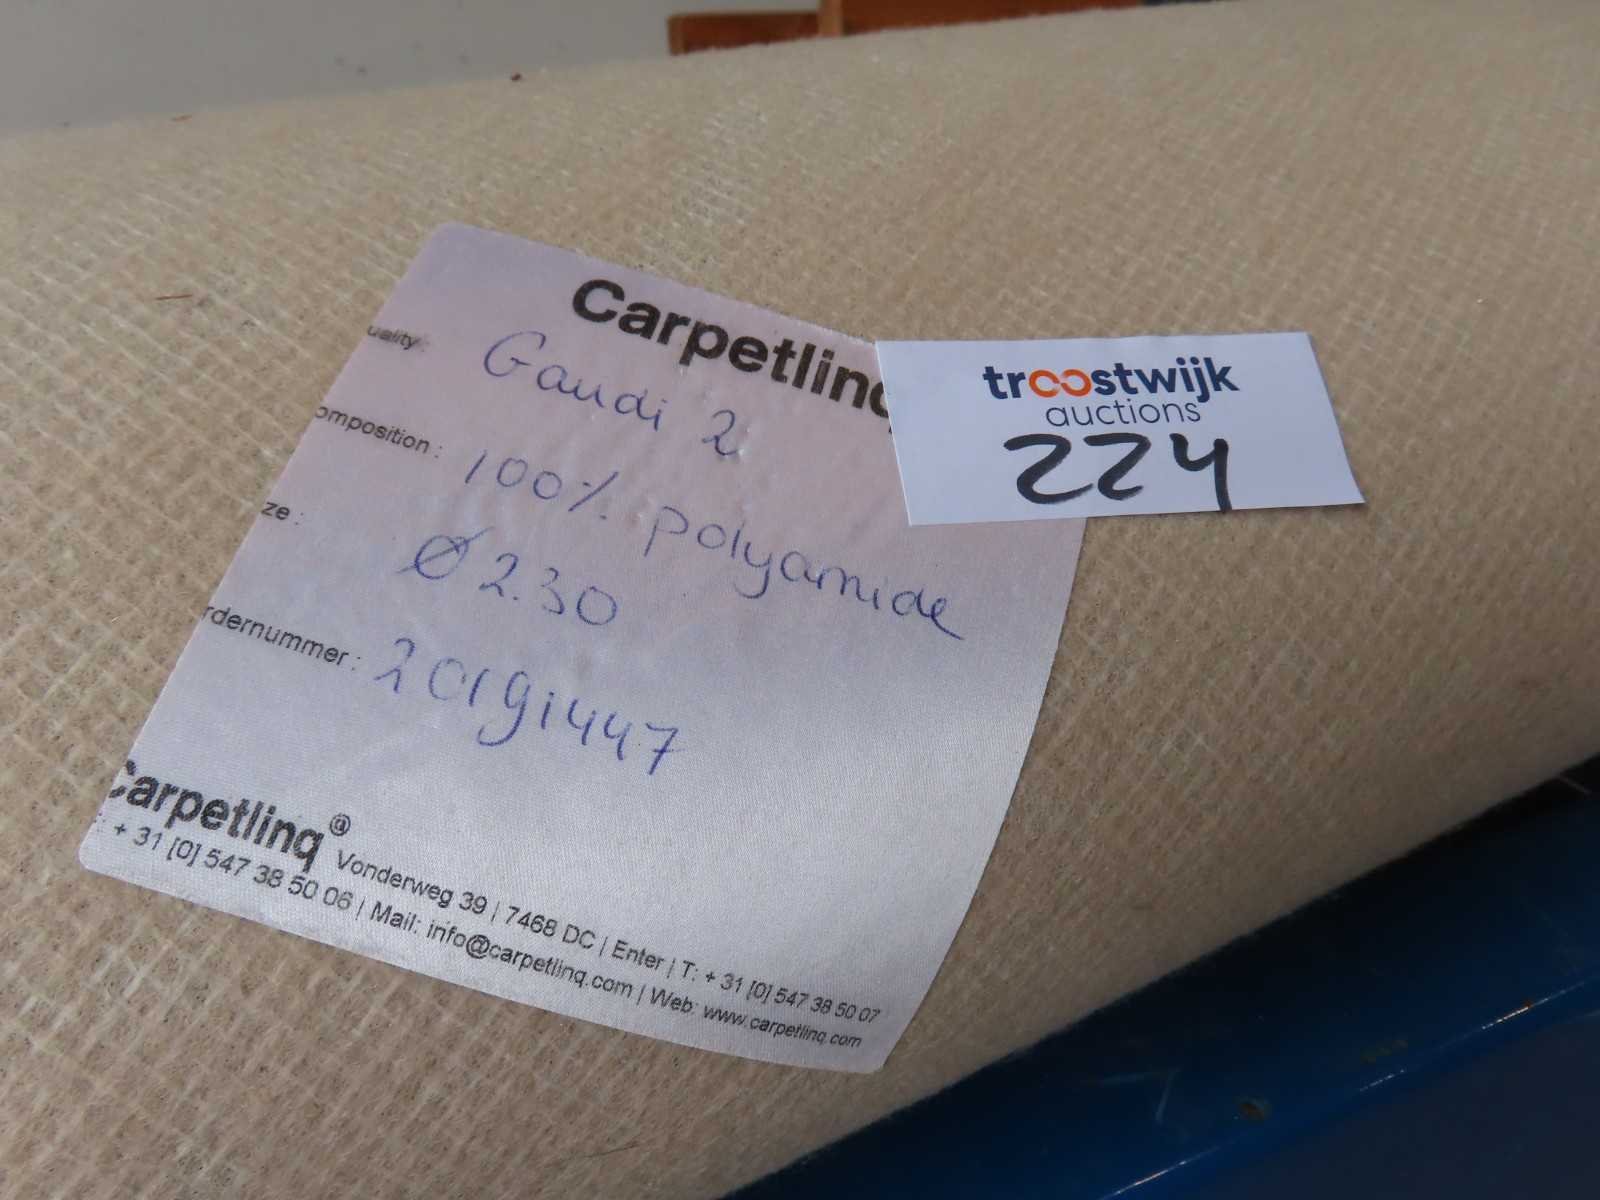 Carpetlinq
uality: Gaudi 2
omposition: 100% polyamide
ze: Ø 2.30
rdernummer: 20191447
Carpetlinq® Vonderweg 39 | 7468 DC | Enter | T: + 31 [0] 547 38 50 07
: + 31 [0] 547 38 50 06 | Mail: info@carpetlinq.com | Web: www.carpetlinq.com
troostwijk
auctions
224